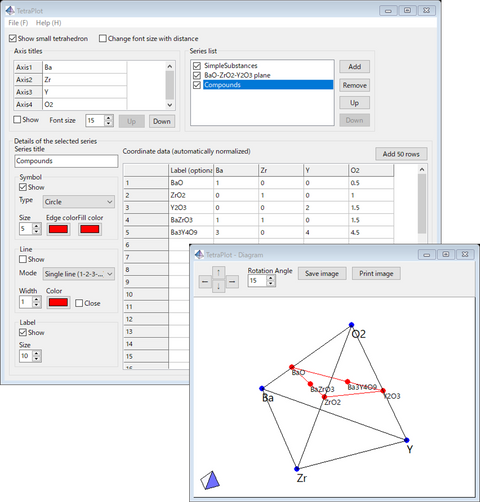 TetraPlot
File (F) Help (H)
Show small tetrahedron Change font size with distance
Axis titles
Axis1 Ba
Axis2 Zr
Axis3 Y
Axis4 O2
Show Font size 15 Up Down
Series list
SimpleSubstances
BaO-ZrO2-Y2O3 plane
Compounds
Add
Remove
Up
Down
Details of the selected series
Series title
Compounds
Symbol
Show
Type Circle
Size Edge color Fill color
5
Line
Show
Mode Single line (1-2-3-...
Width Color
1 Close
Label
Show
Size
10
Coordinate data (automatically normalized) Add 50 rows
Label (optiona Ba Zr Y O2
1 BaO 1 0 0 0.5
2 ZrO2 0 1 0 1
3 Y2O3 0 0 2 1.5
4 BaZrO3 1 1 0 1.5
5 Ba3Y4O9 3 0 4 4.5
6
7
8
9
10
11
12
13
14
15
16
TetraPlot - Diagram
Rotation Angle
15
Save image Print image
O2
BaO
Ba3Y4O9
BaZrO3
Y2O3
Ba
ZrO2
Y
Zr